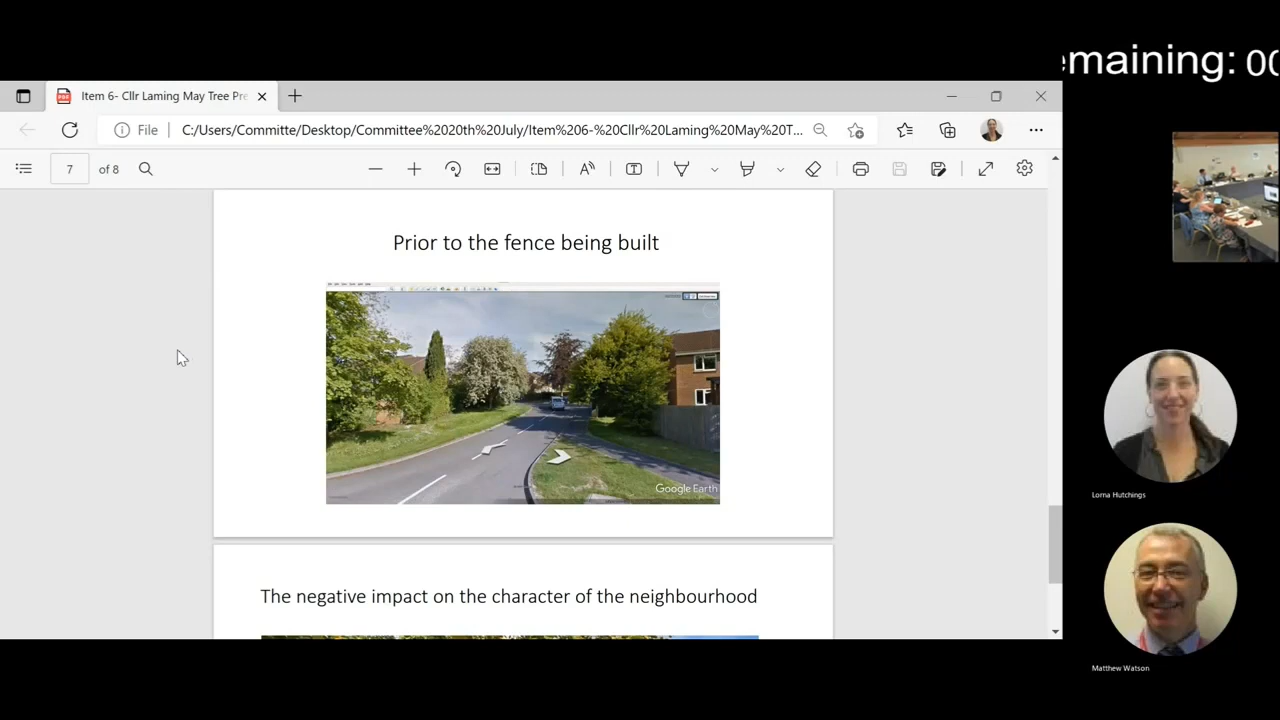 emaining: 00
Item 6- Cllr Laming May Tree Pre
File
C:/Users/Committe/Desktop/Committee%2020th%20July/Item%206-%20Cllr%20Laming%20May%20T...
7 of 8
Prior to the fence being built
Google Earth
The negative impact on the character of the neighbourhood
Lorna Hutchings
Matthew Watson